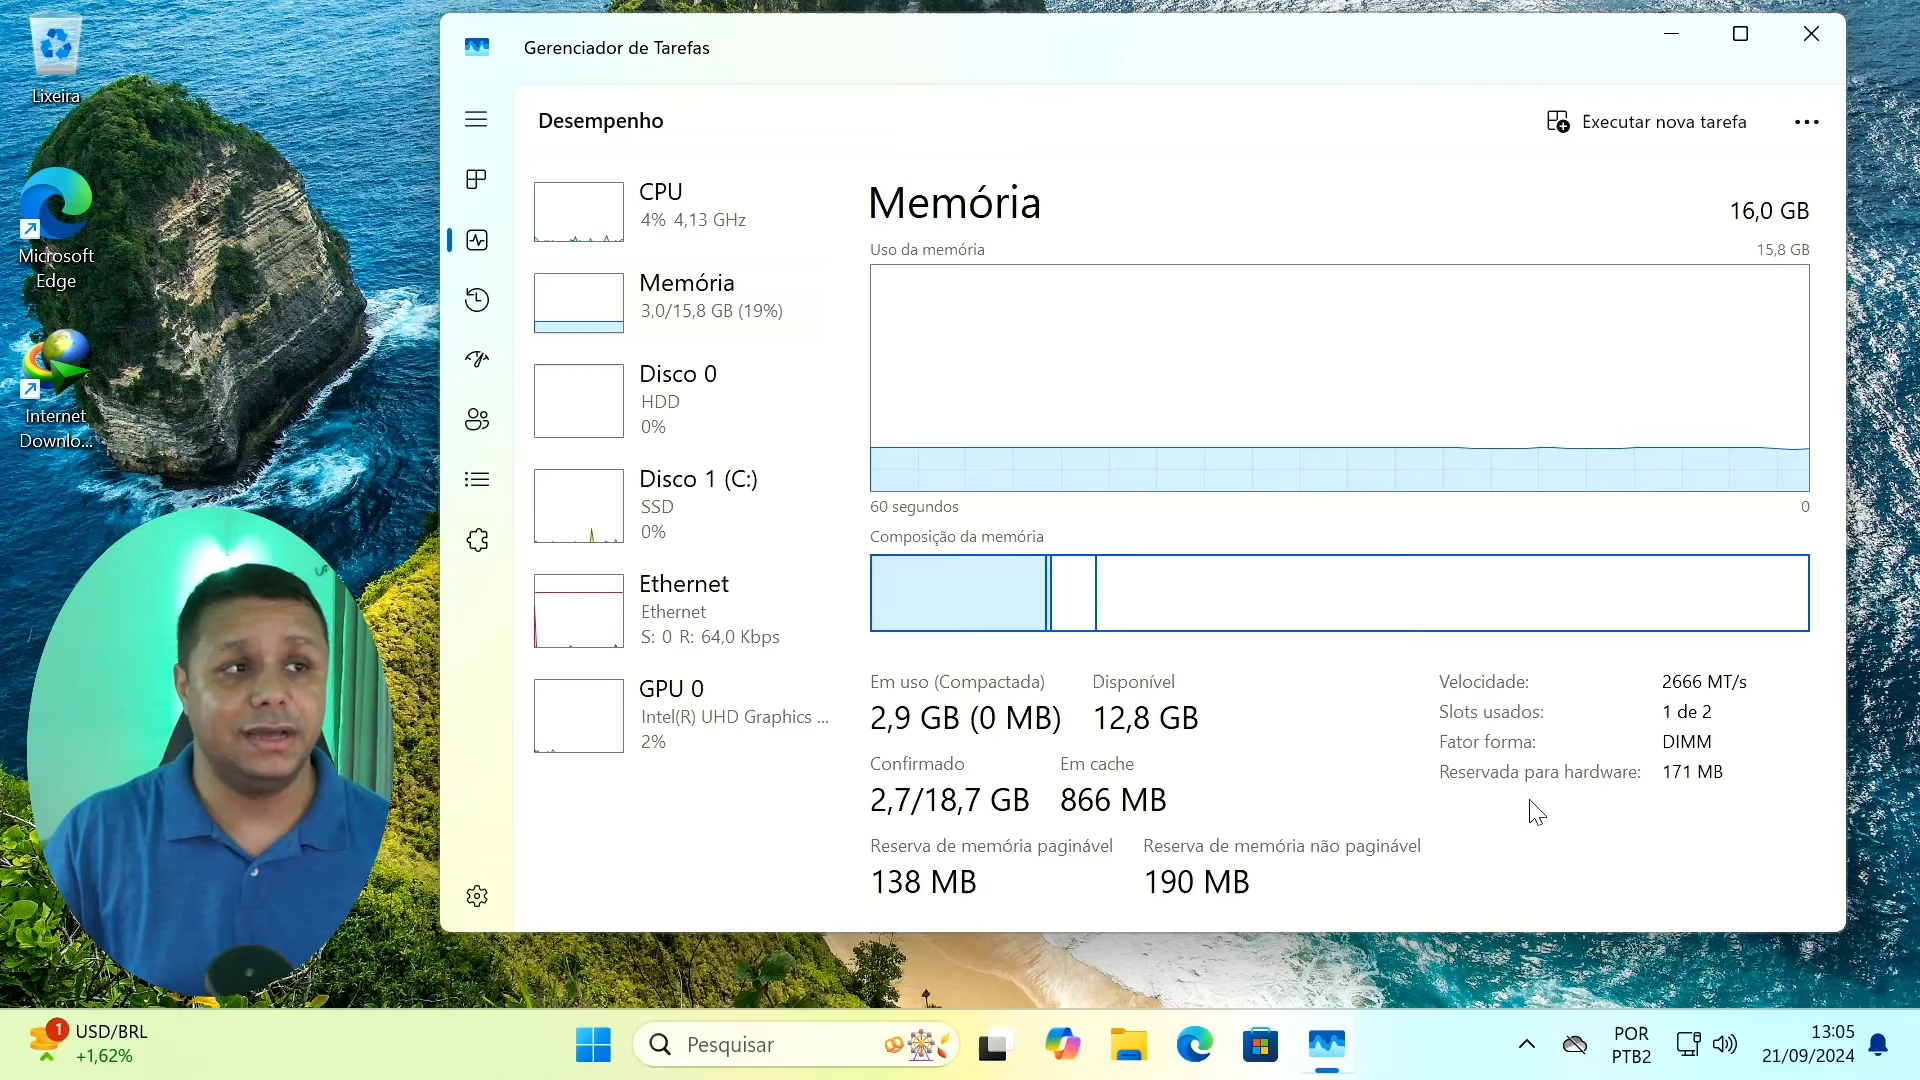 Lixeira
Microsoft
Edge
Internet
Downlo...
Gerenciador de Tarefas
Desempenho
Executar nova tarefa
CPU
4% 4,13 GHz
Memória
3,0/15,8 GB (19%)
Disco 0
HDD
0%
Disco 1 (C:)
SSD
0%
Ethernet
Ethernet
S: 0 R: 64,0 Kbps
GPU 0
Intel(R) UHD Graphics ...
2%
Memória
16,0 GB
Uso da memória
15,8 GB
60 segundos
0
Composição da memória
Em uso (Compactada)
2,9 GB (0 MB)
Disponível
12,8 GB
Confirmado
2,7/18,7 GB
Em cache
866 MB
Reserva de memória paginável
138 MB
Reserva de memória não paginável
190 MB
Velocidade: 2666 MT/s
Slots usados: 1 de 2
Fator forma: DIMM
Reservada para hardware: 171 MB
1
USD/BRL
+1,62%
Pesquisar
POR
PTB2
13:05
21/09/2024